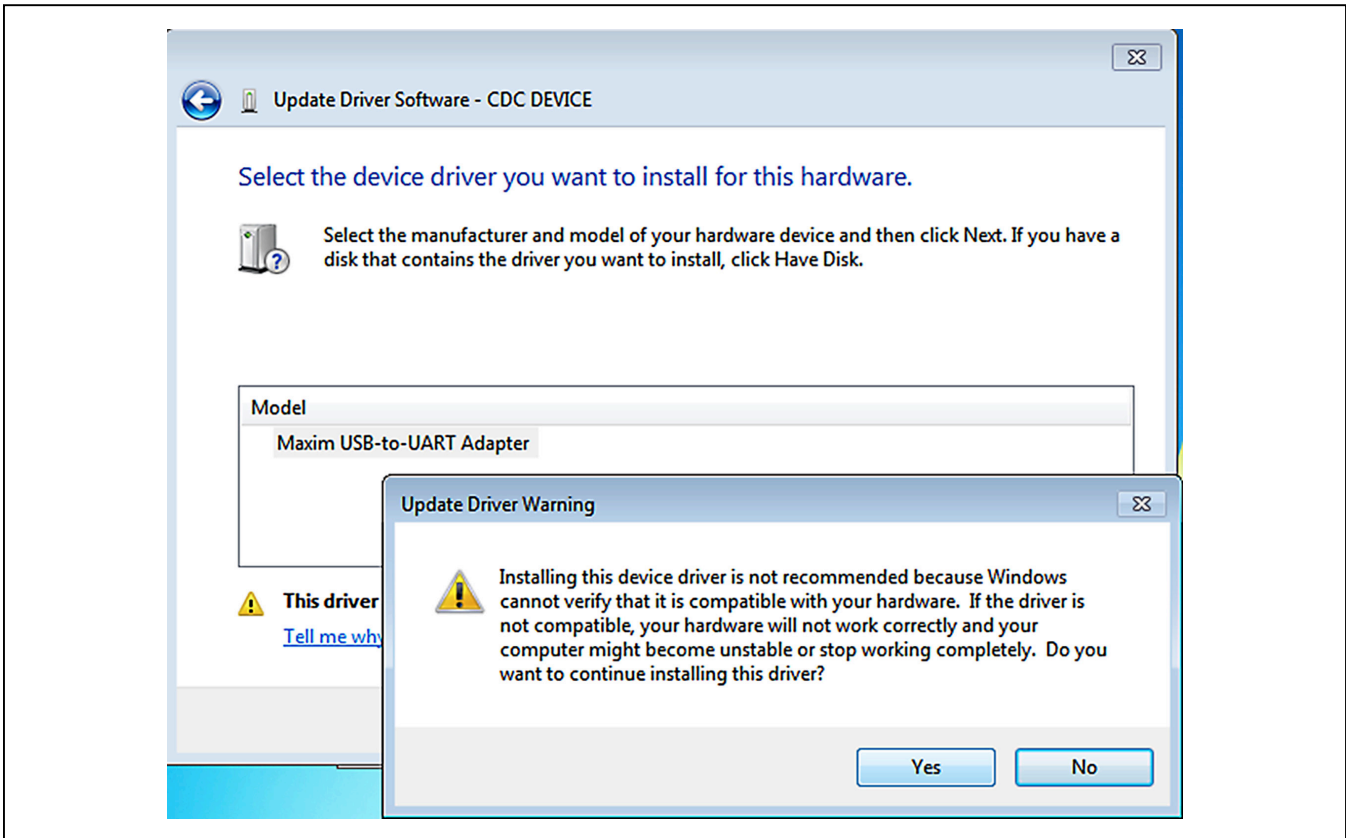 Update Driver Software - CDC DEVICE
Select the device driver you want to install for this hardware.
Select the manufacturer and model of your hardware device and then click Next. If you have a
disk that contains the driver you want to install, click Have Disk.
Model
Maxim USB-to-UART Adapter
This driver
Tell me why
Update Driver Warning
Installing this device driver is not recommended because Windows
cannot verify that it is compatible with your hardware.  If the driver is
not compatible, your hardware will not work correctly and your
computer might become unstable or stop working completely.  Do you
want to continue installing this driver?
Yes
No